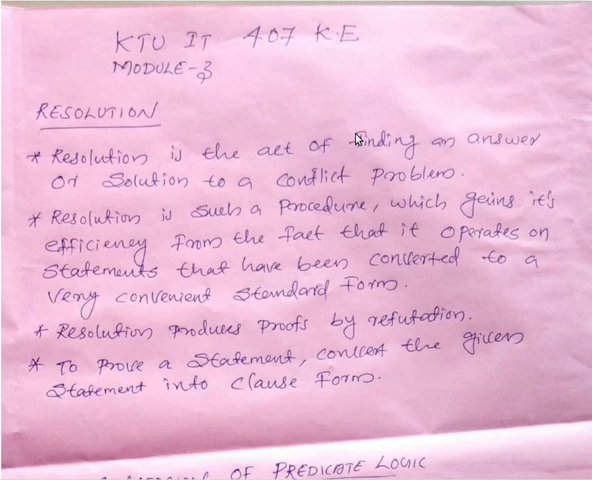 KTU IT 407 K.E
MODULE-3
RESOLUTION
* Resolution is the act of finding an answer
or solution to a conflict problem.
* Resolution is such a procedure, which gains it's
efficiency from the fact that it operates on
statements that have been converted to a
very convenient standard form.
* Resolution produces proofs by refutation.
* To prove a statement, convert the given
statement into clause form.
OF PREDICATE LOGIC